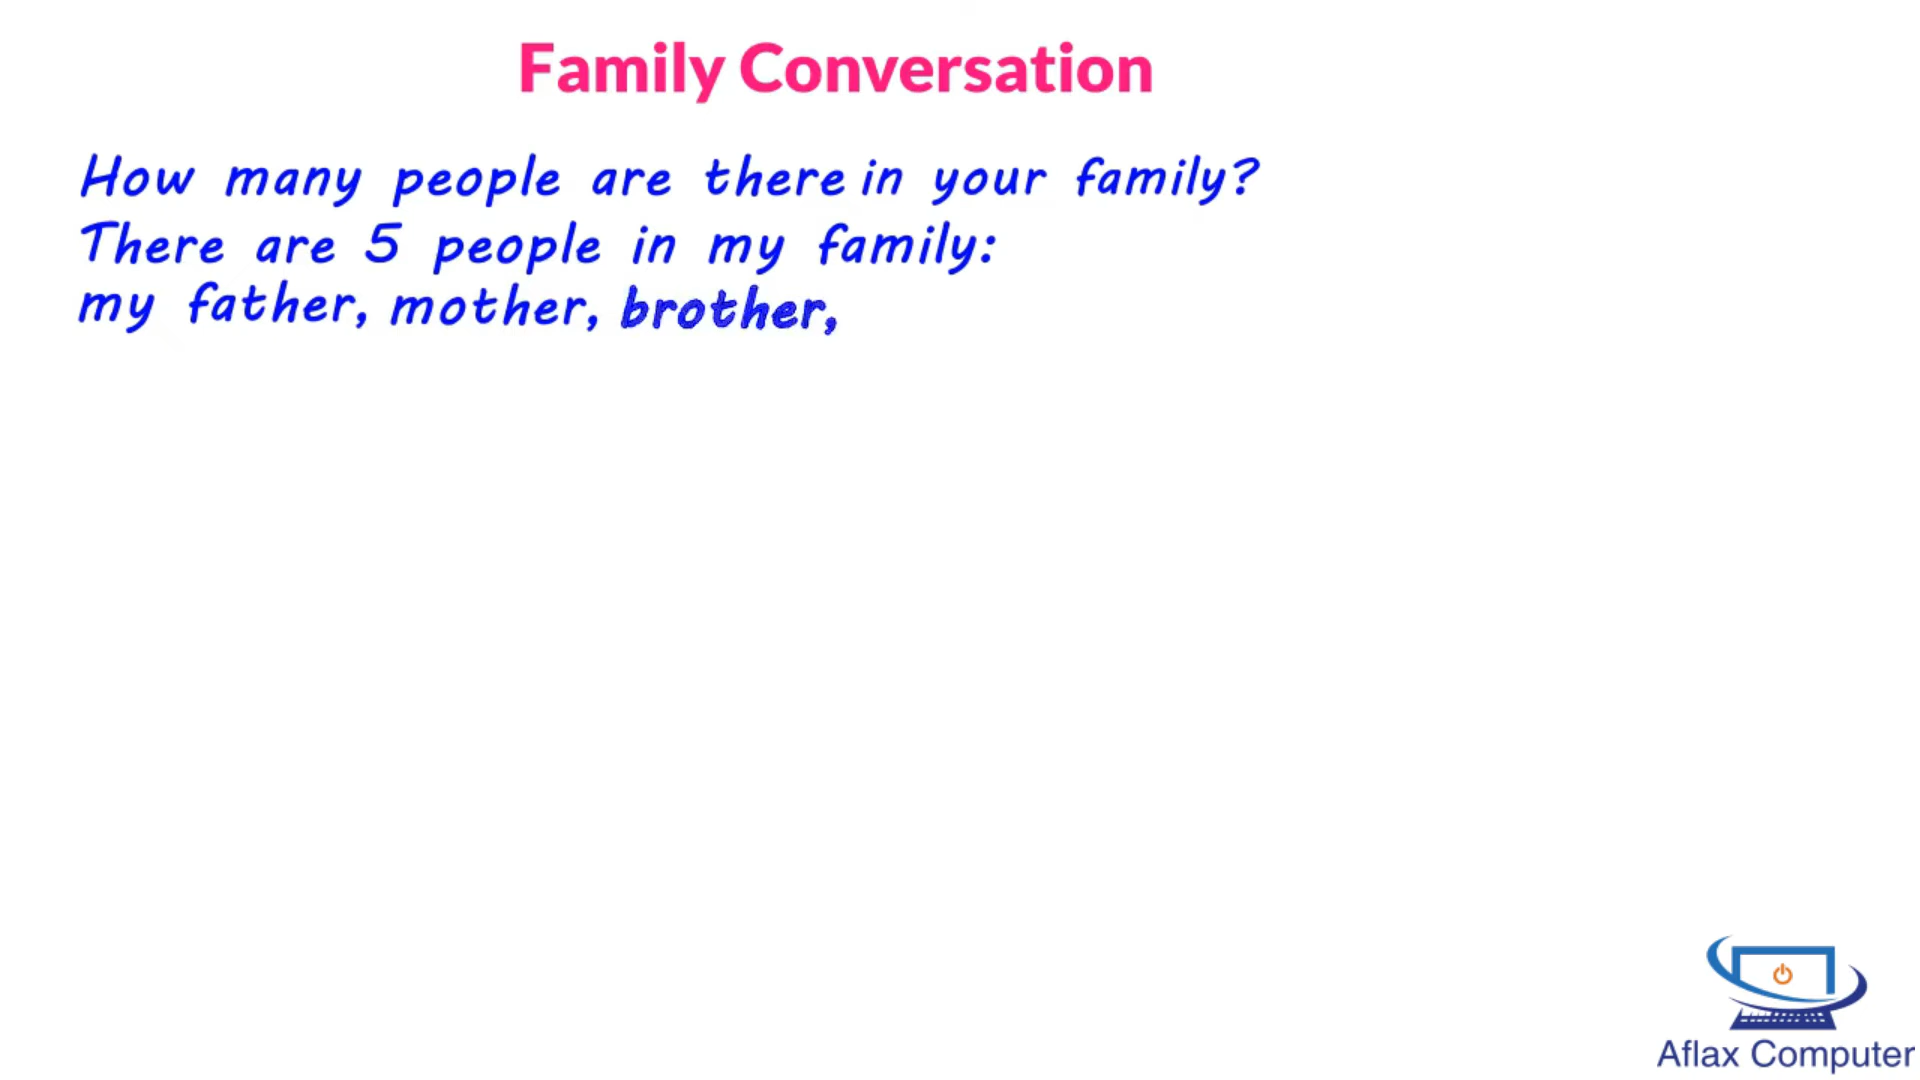 Family Conversation
How many people are there in your family?
There are 5 people in my family:
my father, mother, brother,
Aflax Computer